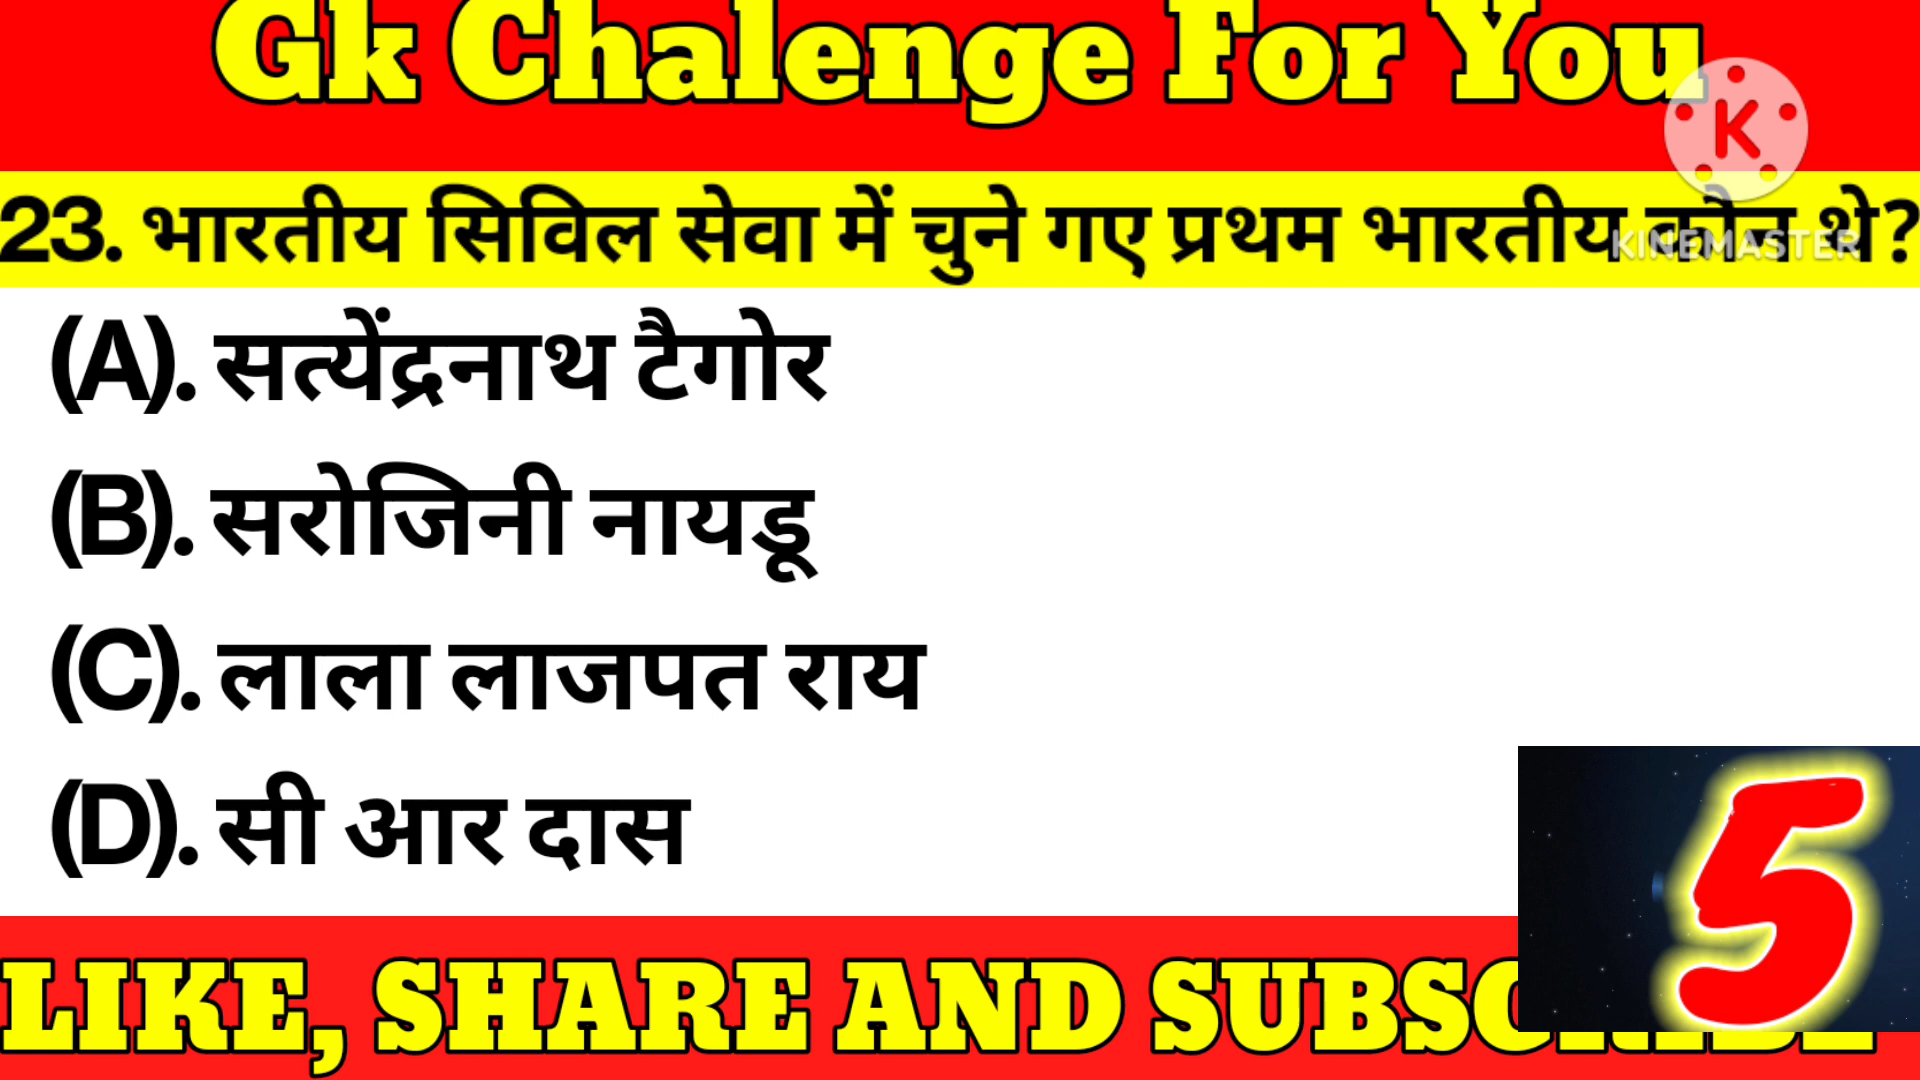 Gk Chalenge For You
K
23. भारतीय सिविल सेवा में चुने गए प्रथम भारतीय कौन थे?
KINEMASTER
(A). सत्येंद्रनाथ टैगोर
(B). सरोजिनी नायडू
(C). लाला लाजपत राय
(D). सी आर दास
5
LIKE, SHARE AND SUBSCRIBE